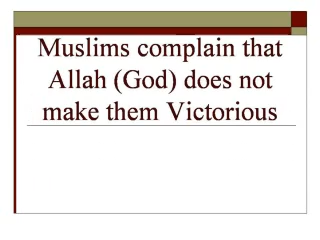 Muslims complain that
Allah (God) does not
make them Victorious